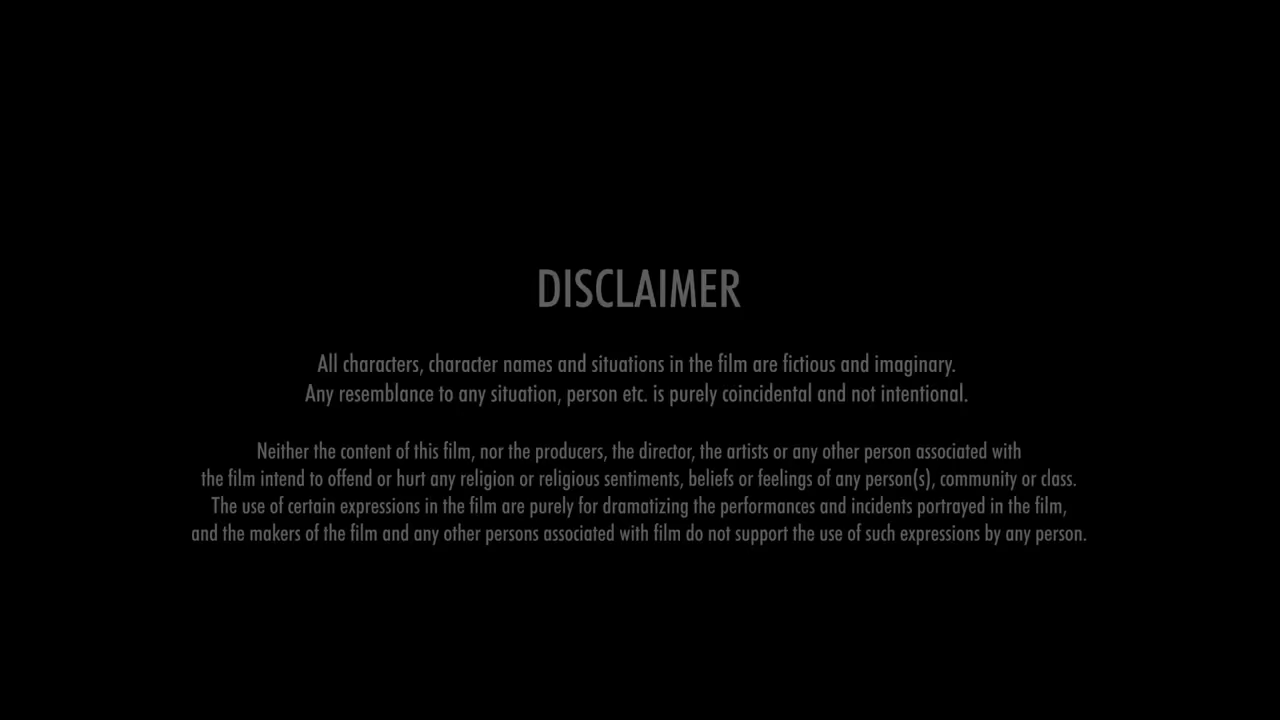 DISCLAIMER
All characters, character names and situations in the film are fictious and imaginary.
Any resemblance to any situation, person etc. is purely coincidental and not intentional.
Neither the content of this film, nor the producers, the director, the artists or any other person associated with
the film intend to offend or hurt any religion or religious sentiments, beliefs or feelings of any person(s), community or class.
The use of certain expressions in the film are purely for dramatizing the performances and incidents portrayed in the film,
and the makers of the film and any other persons associated with film do not support the use of such expressions by any person.